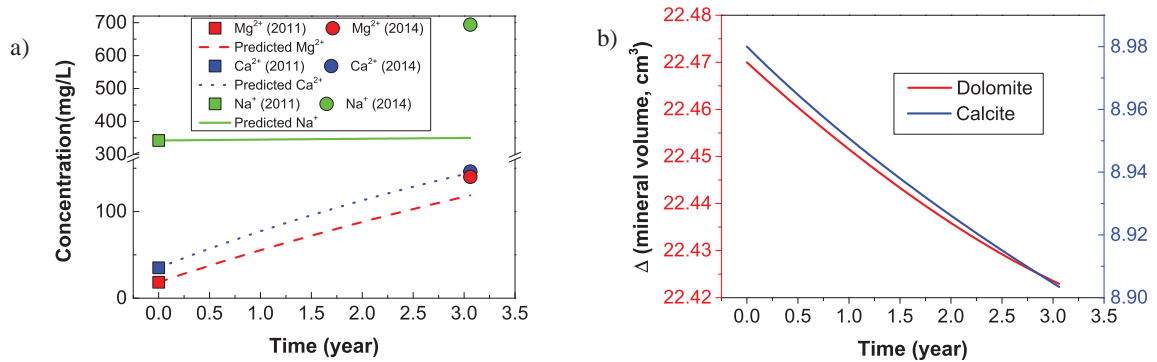 a)
Concentration(mg/L)
700
650
600
550
500
450
400
350
300
100
0
Mg²⁺ (2011) Mg²⁺ (2014)
Predicted Mg²⁺
Ca²⁺ (2011) Ca²⁺ (2014)
Predicted Ca²⁺
Na⁺ (2011) Na⁺ (2014)
Predicted Na⁺
0.0 0.5 1.0 1.5 2.0 2.5 3.0 3.5
Time (year)
b)
Δ (mineral volume, cm³)
22.48
22.47
22.46
22.45
22.44
22.43
22.42
Dolomite
Calcite
8.98
8.96
8.94
8.92
8.90
0.0 0.5 1.0 1.5 2.0 2.5 3.0 3.5
Time (year)